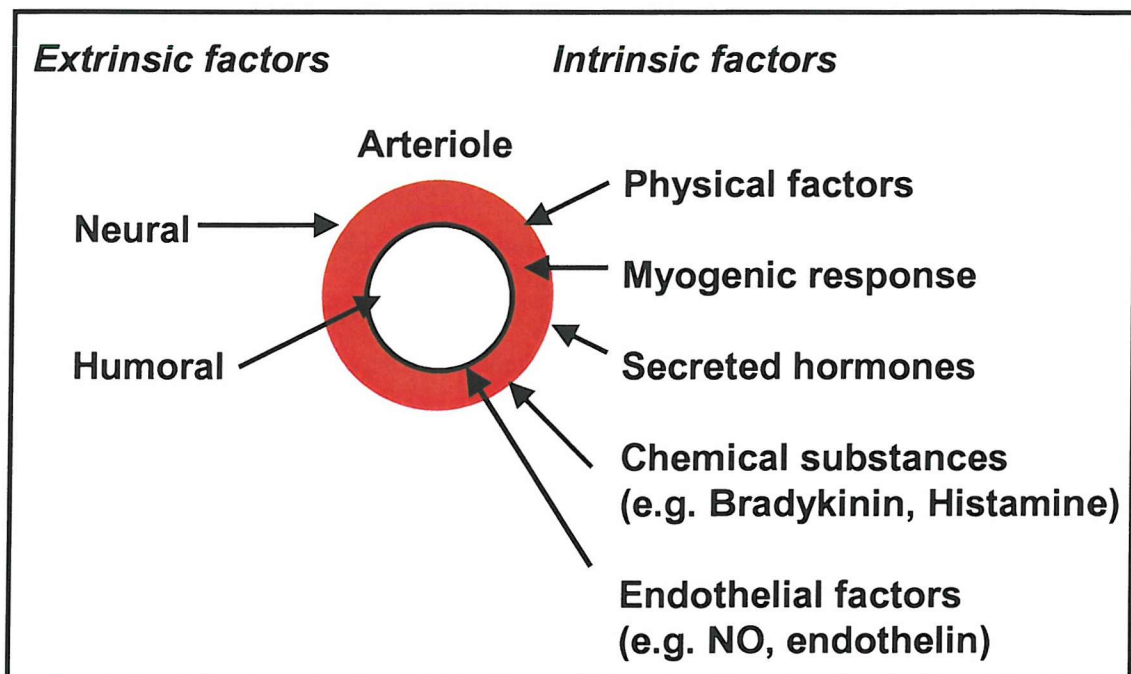 Extrinsic factors
Intrinsic factors
Arteriole
Neural
Humoral
Physical factors
Myogenic response
Secreted hormones
Chemical substances
(e.g. Bradykinin, Histamine)
Endothelial factors
(e.g. NO, endothelin)